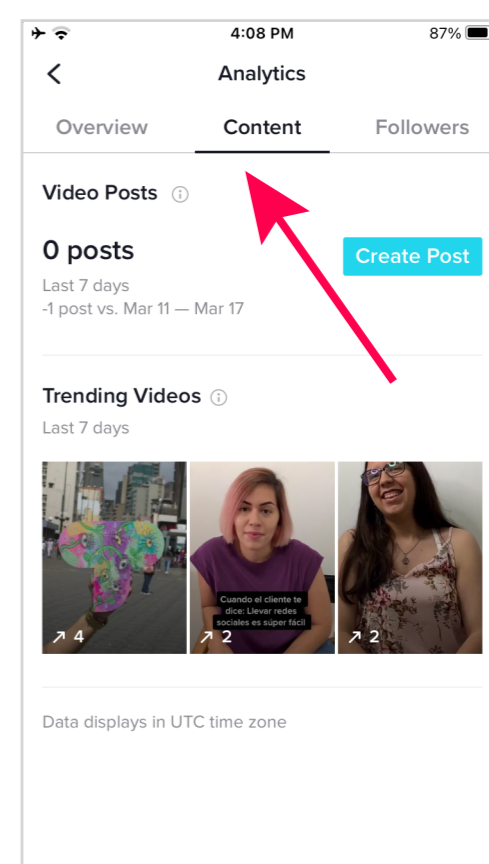 4:08 PM
87%
Analytics
Overview
Content
Followers
Video Posts
0 posts
Create Post
Last 7 days
-1 post vs. Mar 11 — Mar 17
Trending Videos
Last 7 days
Cuando el cliente te
dice: Llevar redes
sociales es súper fácil
4
2
2
Data displays in UTC time zone